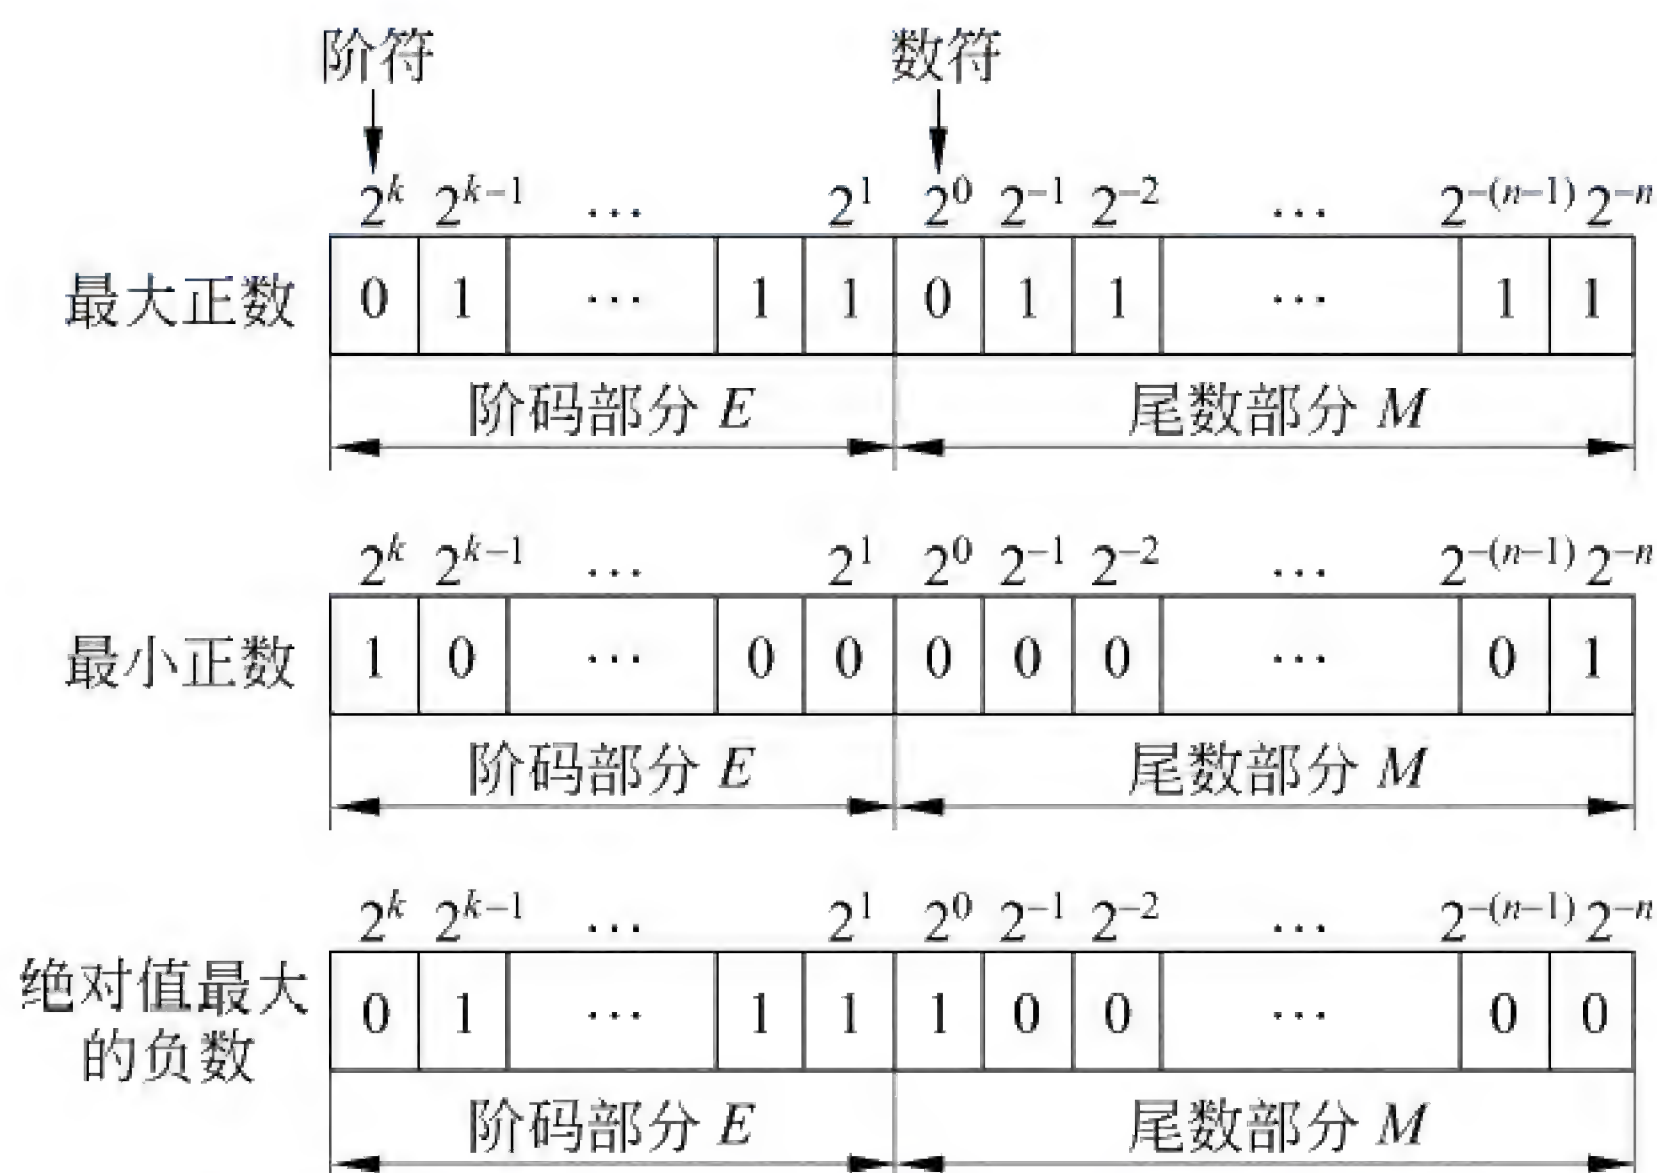 阶符 数符
2^k 2^{k-1} … 2^1 2^0 2^{-1} 2^{-2} … 2^{-(n-1)} 2^{-n}
最大正数 0 1 … 1 1 0 1 1 … 1 1
阶码部分 E 尾数部分 M
2^k 2^{k-1} … 2^1 2^0 2^{-1} 2^{-2} … 2^{-(n-1)} 2^{-n}
最小正数 1 0 … 0 0 0 0 0 … 0 1
阶码部分 E 尾数部分 M
2^k 2^{k-1} … 2^1 2^0 2^{-1} 2^{-2} … 2^{-(n-1)} 2^{-n}
绝对值最大
的负数 0 1 … 1 1 1 0 0 … 0 0
阶码部分 E 尾数部分 M